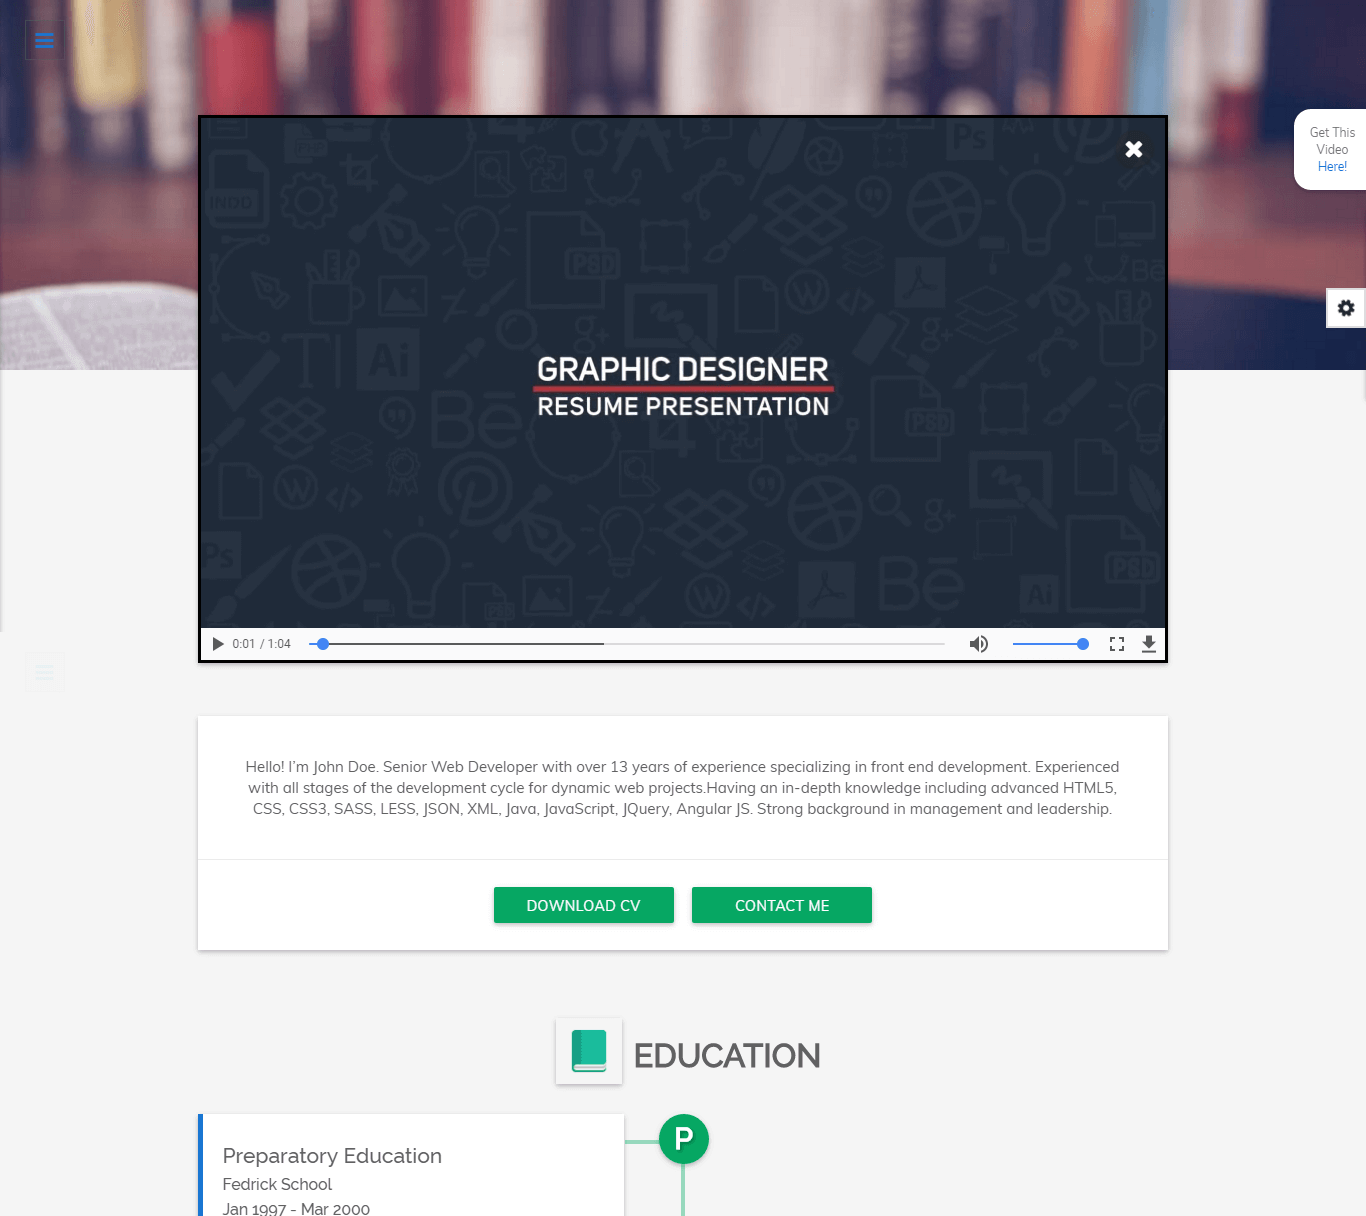 Get This
Video
Here!
GRAPHIC DESIGNER
RESUME PRESENTATION
0:01 / 1:04
Hello! I'm John Doe. Senior Web Developer with over 13 years of experience specializing in front end development. Experienced
with all stages of the development cycle for dynamic web projects.Having an in-depth knowledge including advanced HTML5,
CSS, CSS3, SASS, LESS, JSON, XML, Java, JavaScript, JQuery, Angular JS. Strong background in management and leadership.
DOWNLOAD CV
CONTACT ME
EDUCATION
P
Preparatory Education
Fedrick School
Jan 1997 - Mar 2000